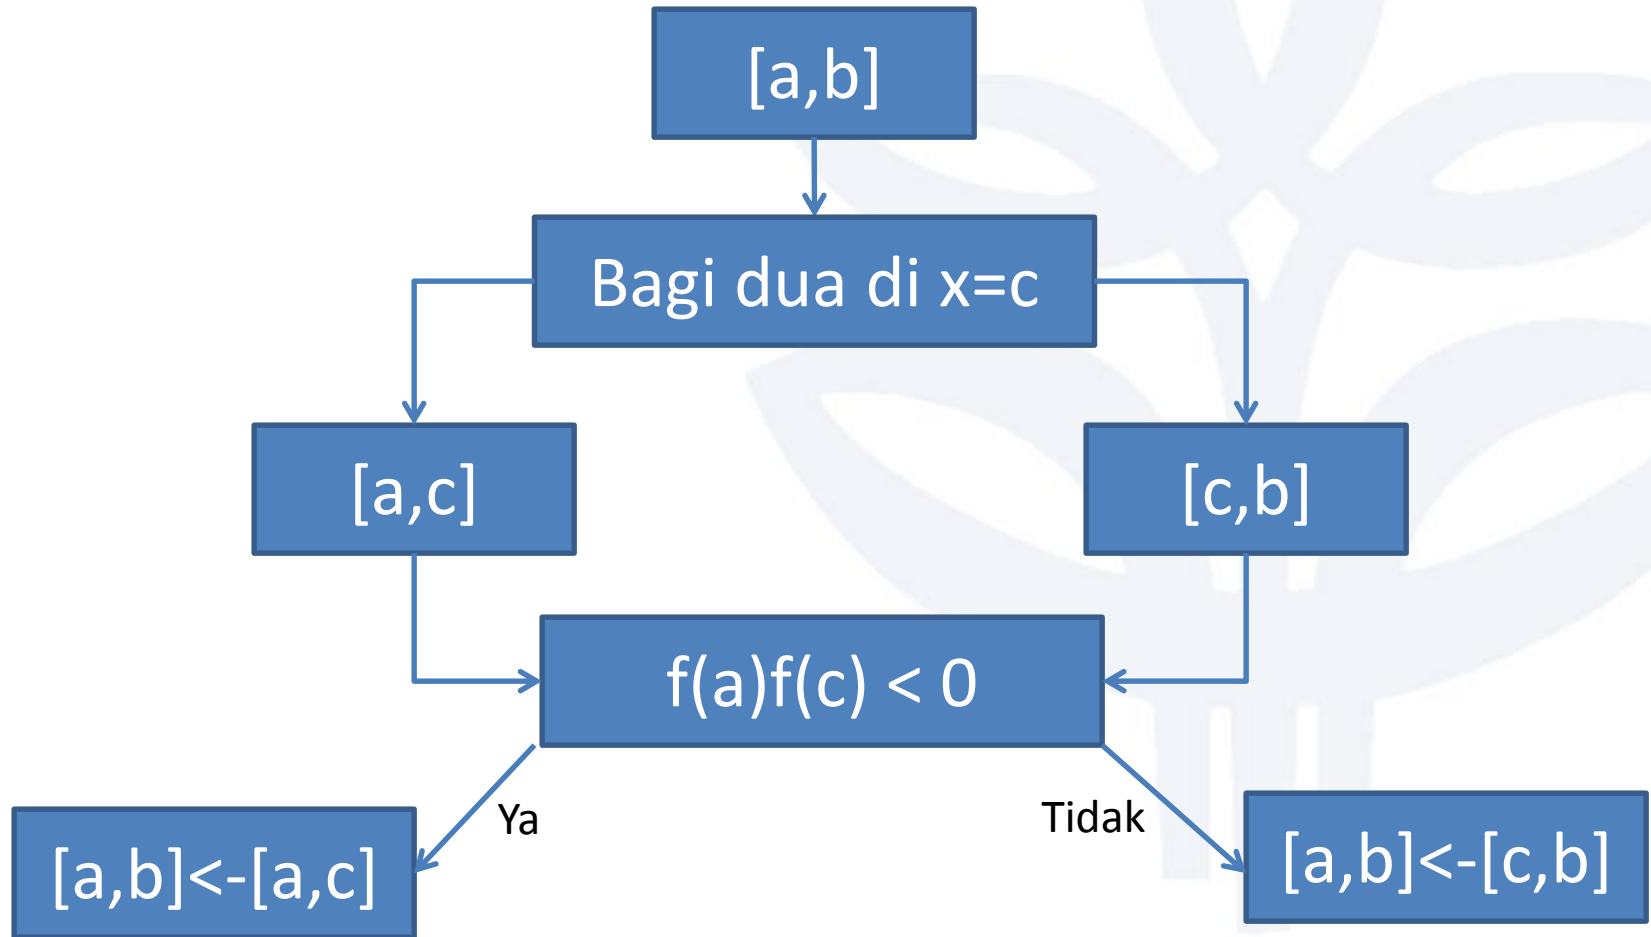 [a,b]
Bagi dua di x=c
[a,c]
[c,b]
f(a)f(c) < 0
Ya
Tidak
[a,b]<-[a,c]
[a,b]<-[c,b]